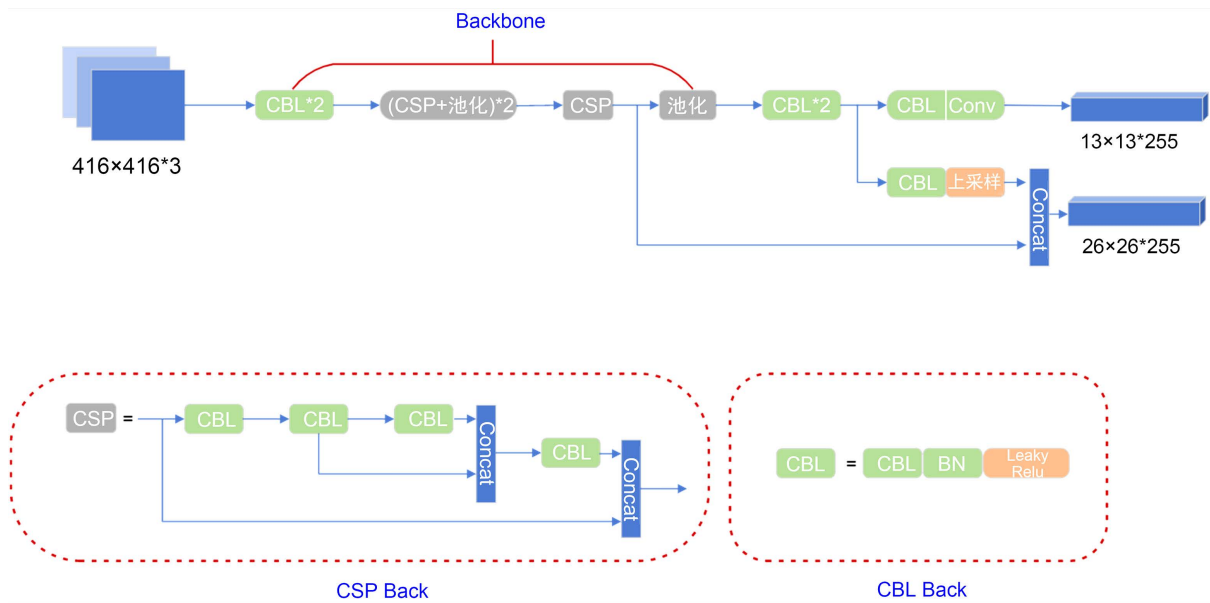 Backbone
CBL*2
(CSP+池化)*2
CSP
池化
CBL*2
CBL
Conv
416×416*3
13×13*255
CBL
上采样
Concat
26×26*255
CSP
=
CBL
CBL
CBL
Concat
CBL
Concat
CBL
=
CBL
BN
Leaky
Relu
CSP Back
CBL Back